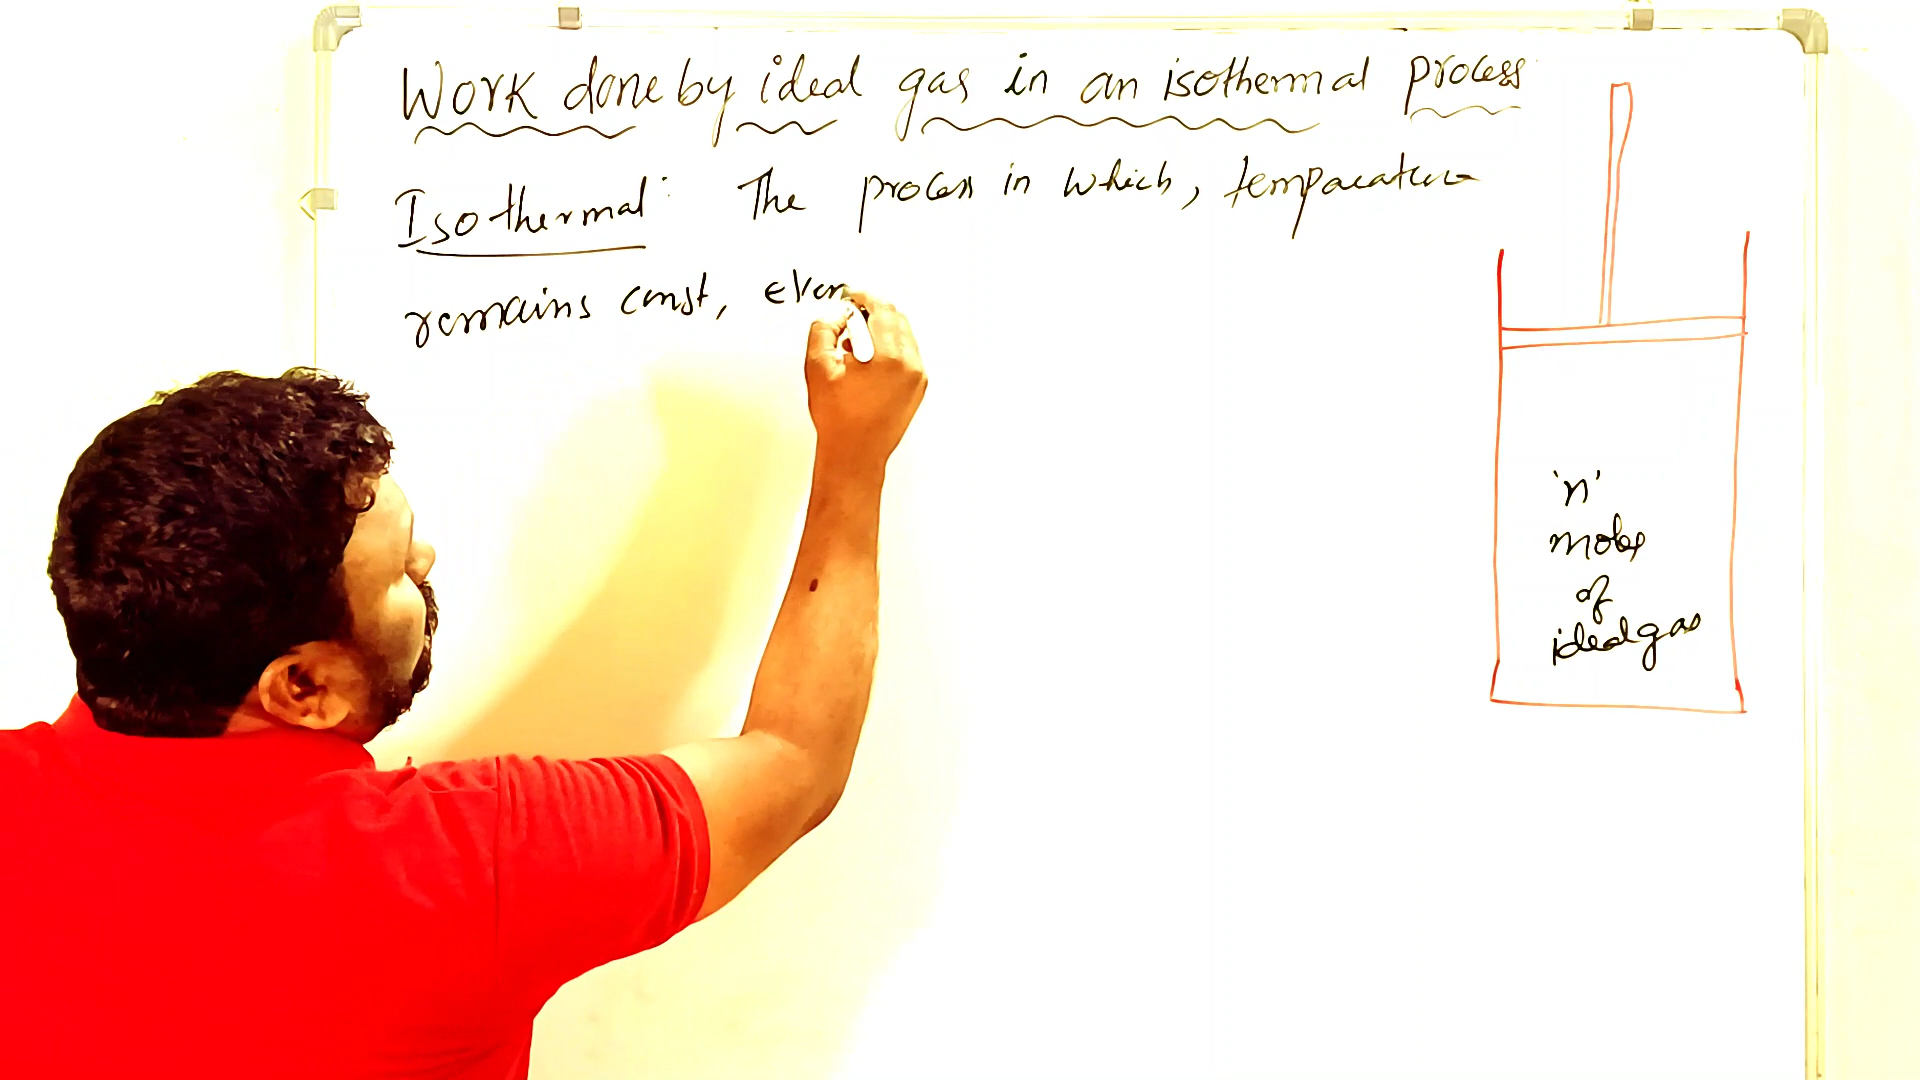 Work done by ideal gas in an isothermal process
Isothermal: The process in which, temparature
remains const, even
'n'
moles
of
ideal gas